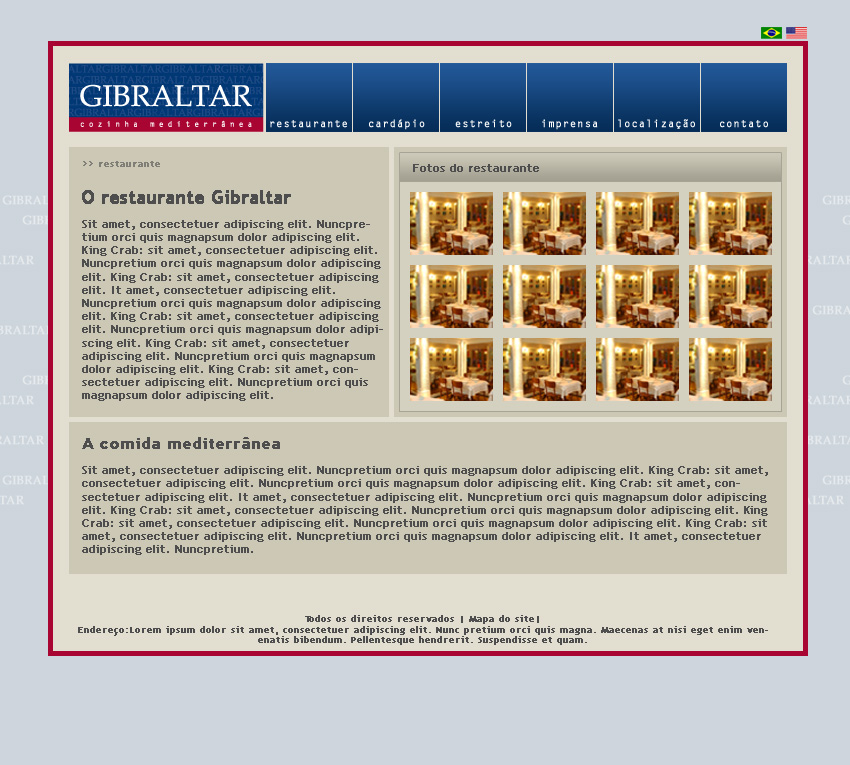 GIBRALTAR
cozinha mediterrânea
restaurante
cardápio
estreito
imprensa
localização
contato
>> restaurante
O restaurante Gibraltar
Sit amet, consectetuer adipiscing elit. Nuncpre-
tium orci quis magnapsum dolor adipiscing elit.
King Crab: sit amet, consectetuer adipiscing elit.
Nuncpretium orci quis magnapsum dolor adipiscing
elit. King Crab: sit amet, consectetuer adipiscing
elit. It amet, consectetuer adipiscing elit.
Nuncpretium orci quis magnapsum dolor adipiscing
elit. King Crab: sit amet, consectetuer adipiscing
elit. Nuncpretium orci quis magnapsum dolor adipi-
scing elit. King Crab: sit amet, consectetuer
adipiscing elit. Nuncpretium orci quis magnapsum
dolor adipiscing elit. King Crab: sit amet, con-
sectetuer adipiscing elit. Nuncpretium orci quis
magnapsum dolor adipiscing elit.
Fotos do restaurante
A comida mediterrânea
Sit amet, consectetuer adipiscing elit. Nuncpretium orci quis magnapsum dolor adipiscing elit. King Crab: sit amet,
consectetuer adipiscing elit. Nuncpretium orci quis magnapsum dolor adipiscing elit. King Crab: sit amet, con-
sectetuer adipiscing elit. It amet, consectetuer adipiscing elit. Nuncpretium orci quis magnapsum dolor adipiscing
elit. King Crab: sit amet, consectetuer adipiscing elit. Nuncpretium orci quis magnapsum dolor adipiscing elit. King
Crab: sit amet, consectetuer adipiscing elit. Nuncpretium orci quis magnapsum dolor adipiscing elit. King Crab: sit
amet, consectetuer adipiscing elit. Nuncpretium orci quis magnapsum dolor adipiscing elit. It amet, consectetuer
adipiscing elit. Nuncpretium.
Todos os direitos reservados | Mapa do site|
Endereço:Lorem ipsum dolor sit amet, consectetuer adipiscing elit. Nunc pretium orci quis magna. Maecenas at nisi eget enim ven-
enatis bibendum. Pellentesque hendrerit. Suspendisse et quam.